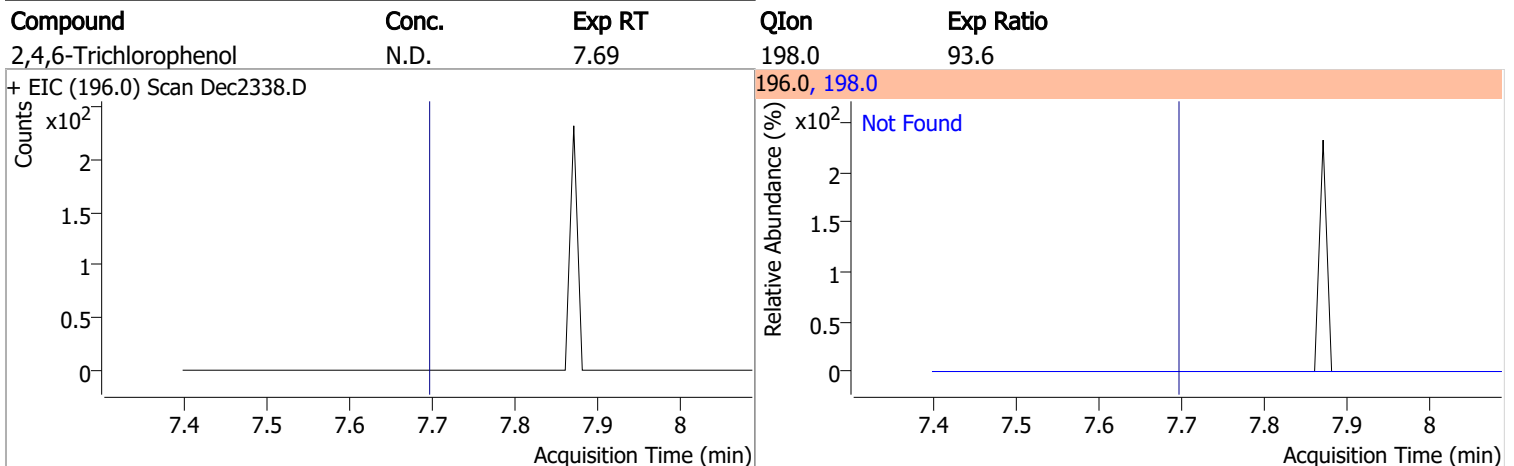 Compound Conc. Exp RT QIon Exp Ratio
2,4,6-Trichlorophenol N.D. 7.69 198.0 93.6
+ EIC (196.0) Scan Dec2338.D
Counts
x10²
2
1.5
1
0.5
0
7.4 7.5 7.6 7.7 7.8 7.9 8
Acquisition Time (min)
196.0, 198.0
Relative Abundance (%)
x10²
Not Found
2
1.5
1
0.5
0
7.4 7.5 7.6 7.7 7.8 7.9 8
Acquisition Time (min)